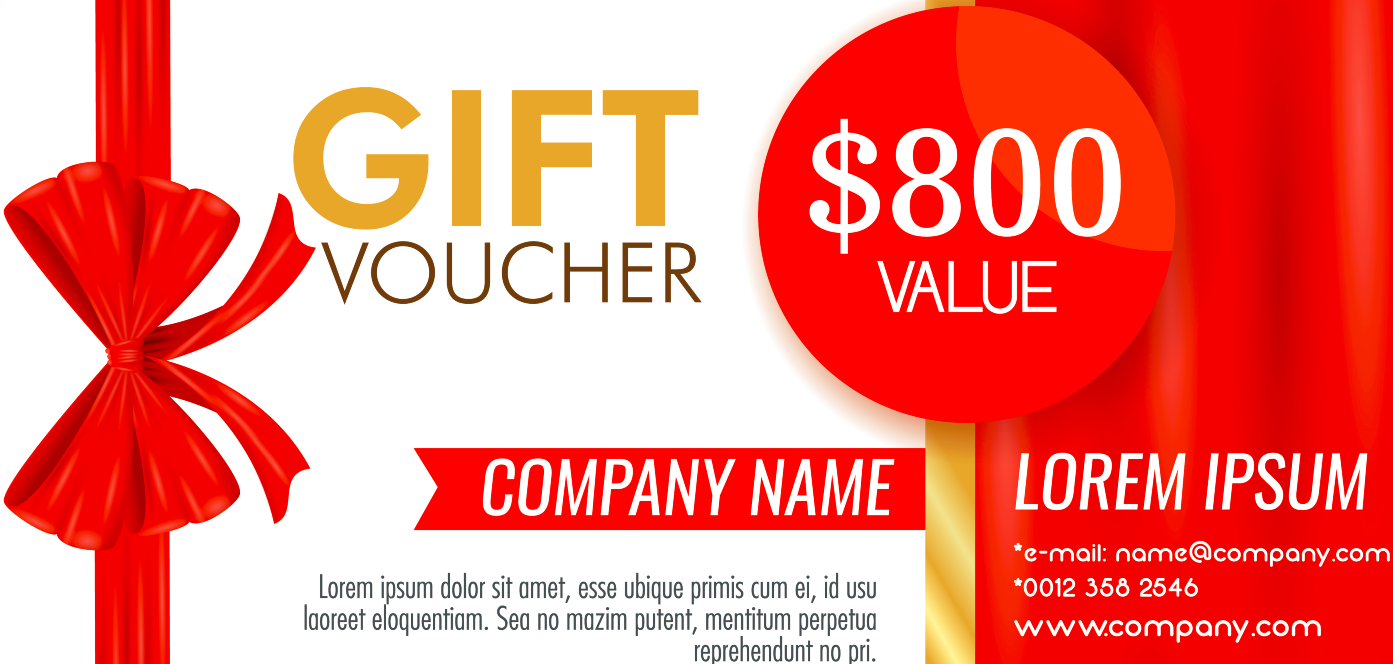 GIFT
VOUCHER
$800
VALUE
COMPANY NAME
Lorem ipsum dolor sit amet, esse ubique primis cum ei, id usu
laoreet eloquentiam. Sea no mazim putent, mentitum perpetua
reprehendunt no pri.
LOREM IPSUM
*e-mail: name@company.com
*0012 358 2546
www.company.com